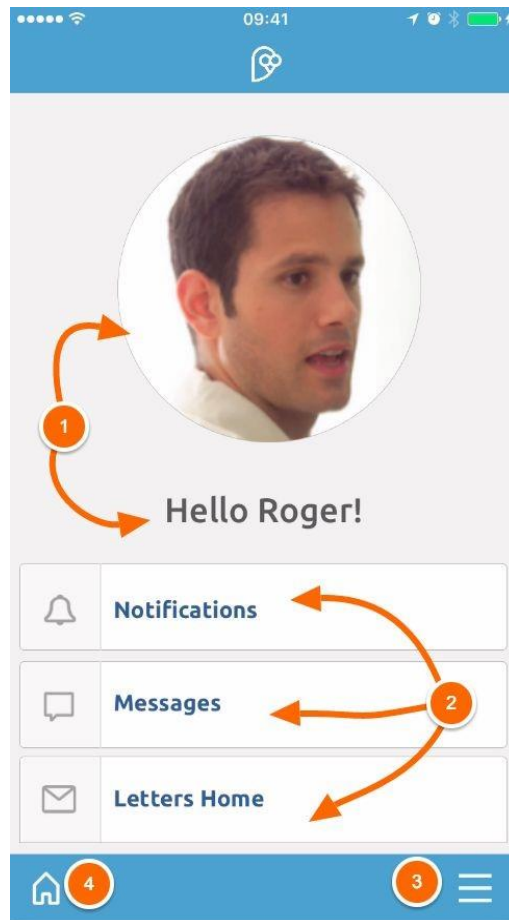 09:41
1
Hello Roger!
Notifications
Messages
2
Letters Home
4
3